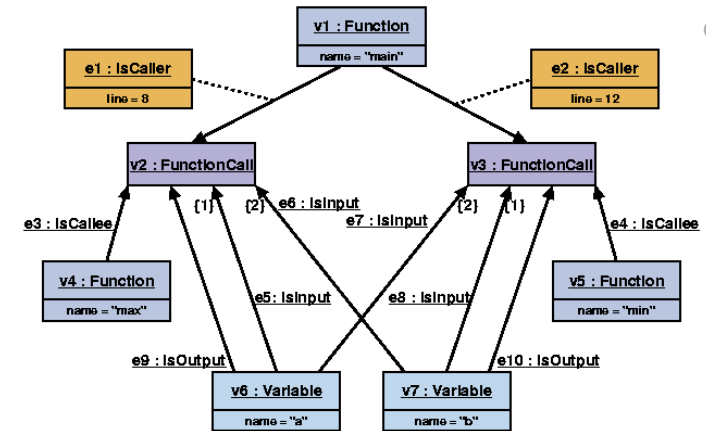 v1 : Function
name = "main"
e1 : IsCaller
line = 8
e2 : IsCaller
line = 12
v2 : FunctionCall
v3 : FunctionCall
{1}
{2}
e6 : IsInput
e7 : IsInput
{2}
{1}
e3 : IsCallee
e4 : IsCallee
v4 : Function
name = "max"
e5: IsInput
e8 : IsInput
v5 : Function
name = "min"
e9 : IsOutput
e10 : IsOutput
v6 : Variable
name = "a"
v7 : Variable
name = "b"